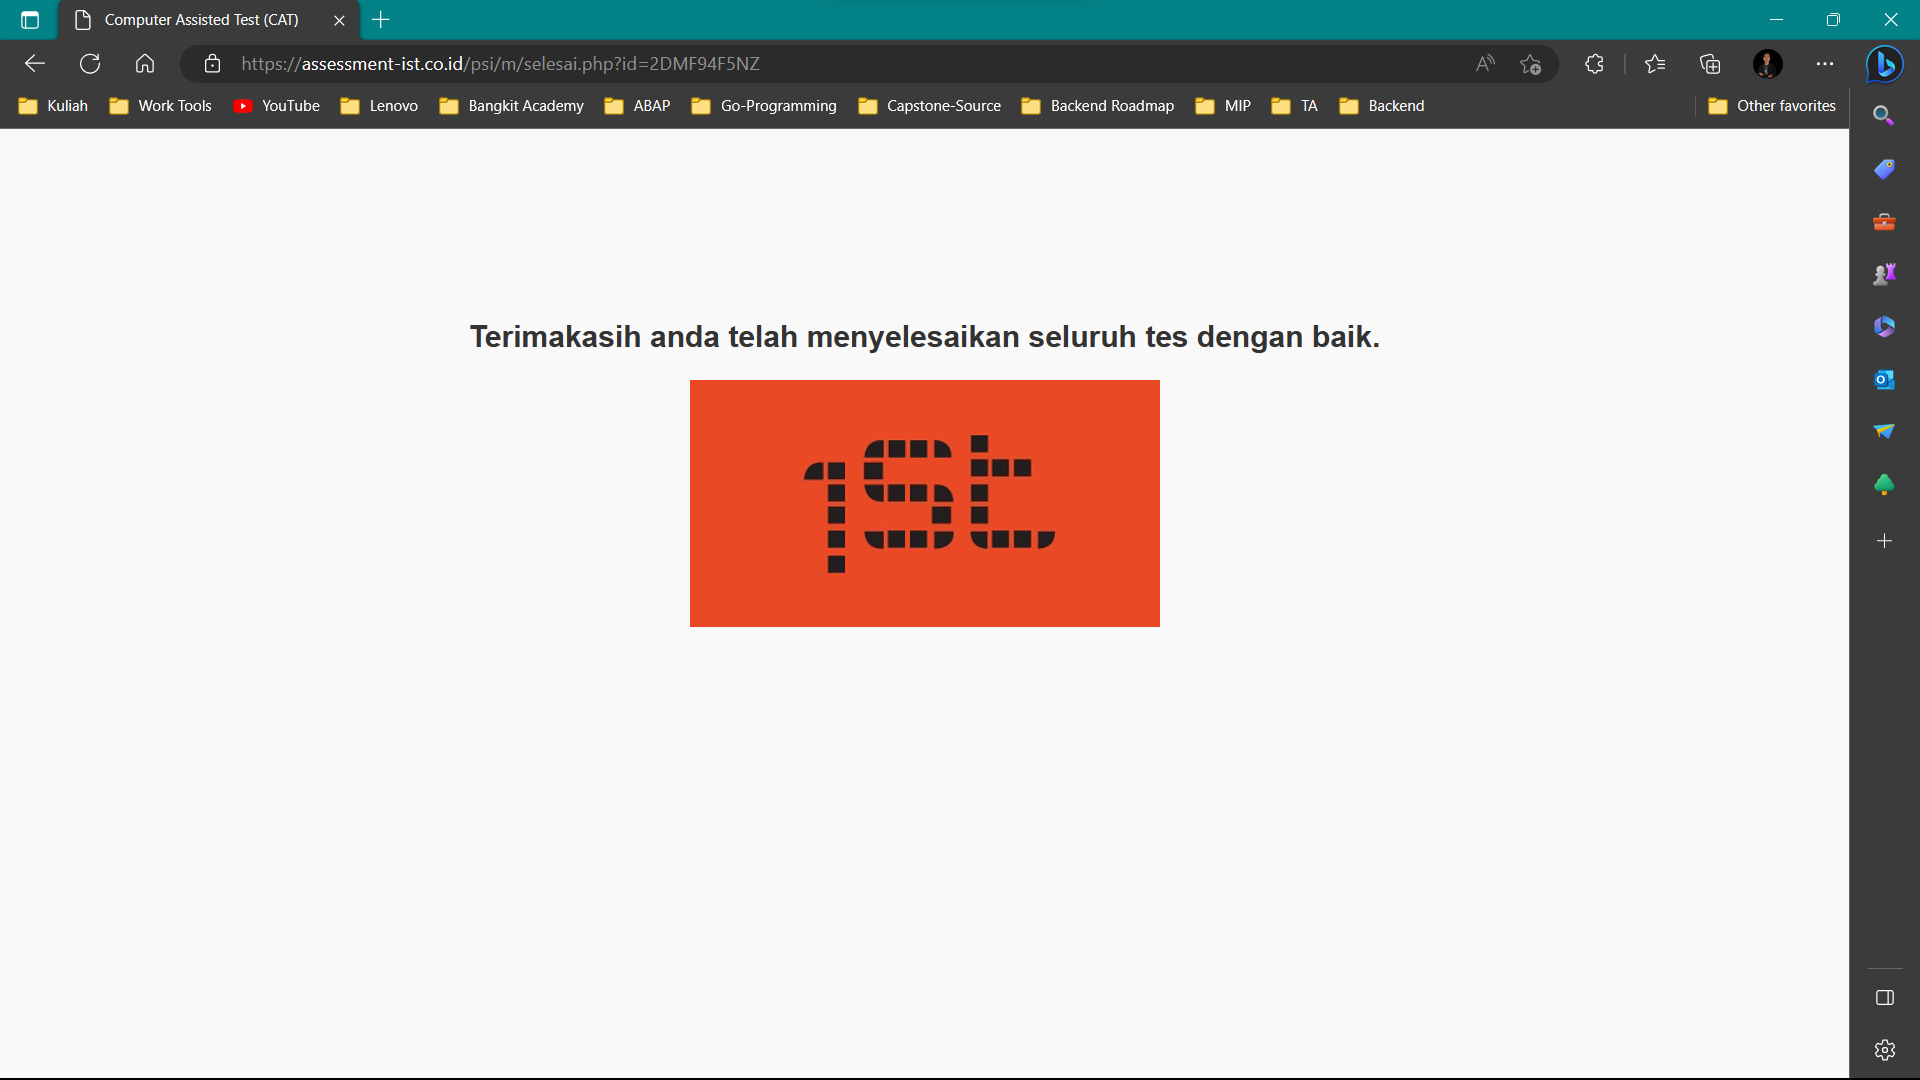 Computer Assisted Test (CAT)
https://assessment-ist.co.id/psi/m/selesai.php?id=2DMF94F5NZ
Kuliah Work Tools YouTube Lenovo Bangkit Academy ABAP Go-Programming Capstone-Source Backend Roadmap MIP TA Backend Other favorites
Terimakasih anda telah menyelesaikan seluruh tes dengan baik.
ist